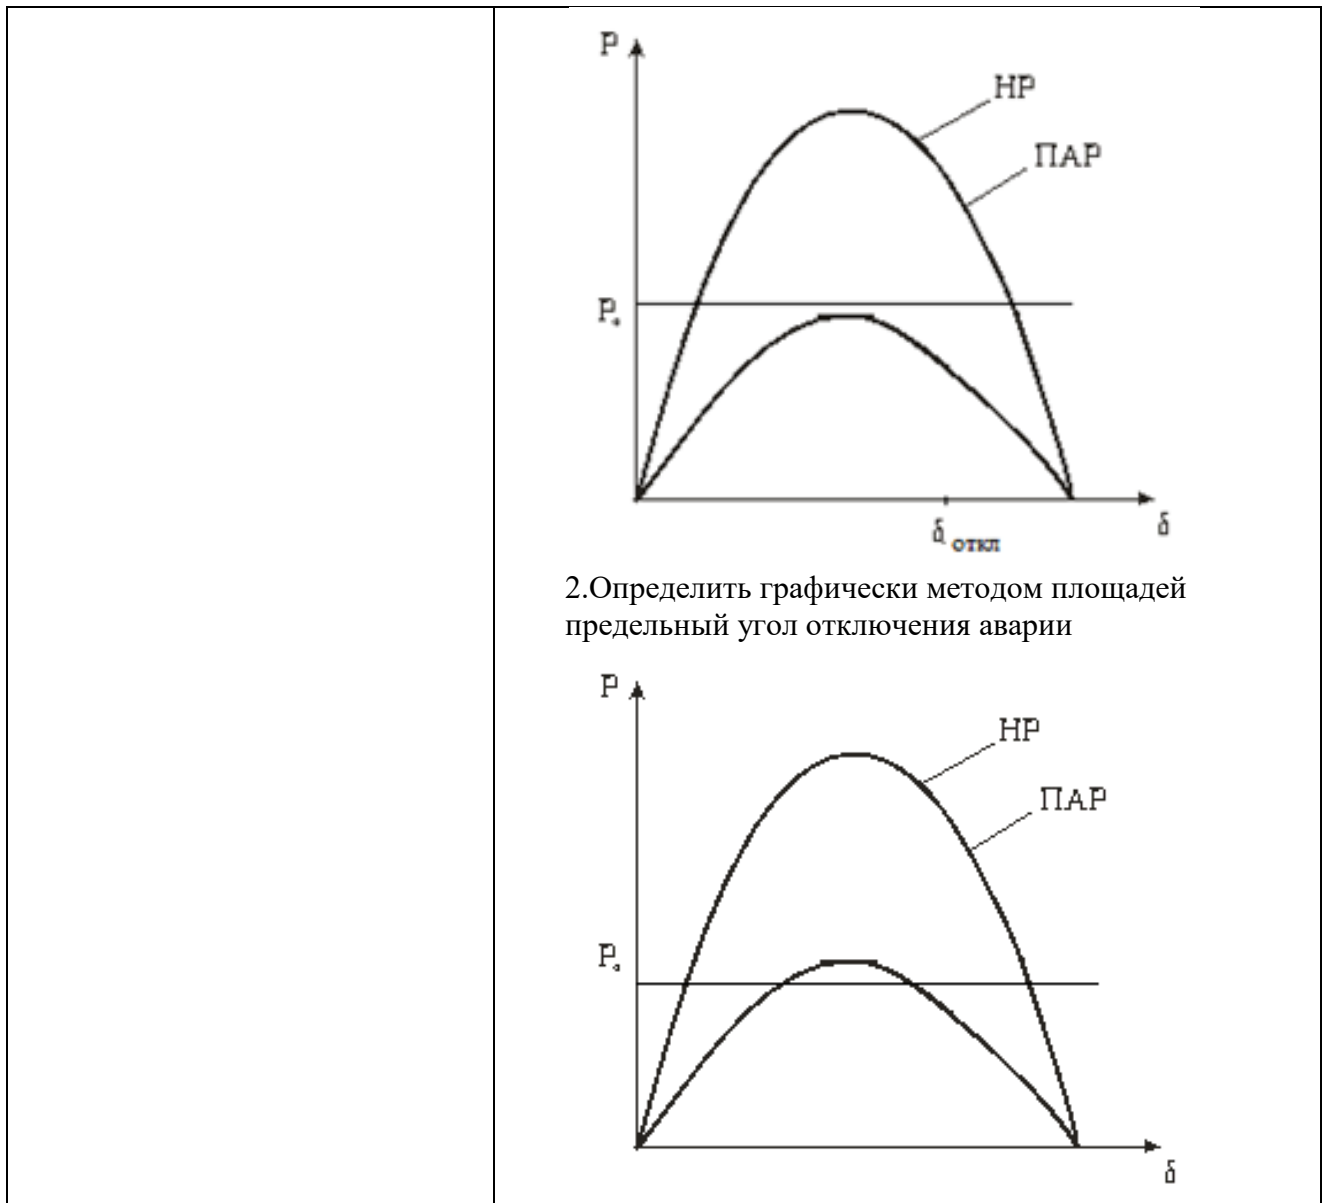 P
НР
ПАР
P₀
δ откл
δ
2.Определить графически методом площадей
предельный угол отключения аварии
P
НР
ПАР
P₀
δ